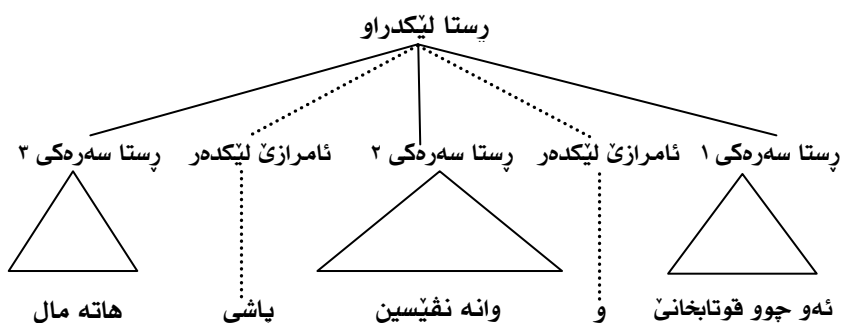 ڕستا لێکدراو
ڕستا سەرەکی ١ ئامرازێ لێکدەر ڕستا سەرەکی ٢ ئامرازێ لێکدەر ڕستا سەرەکی ٣
ئەو چوو قوتابخانێ و وانە نڤێسین پاشی هاتە مال